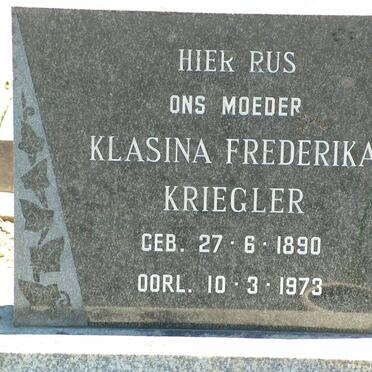 HIER RUS
ONS MOEDER
KLASINA FREDERIKA
KRIEGLER
GEB. 27·6·1890
OORL. 10·3·1973